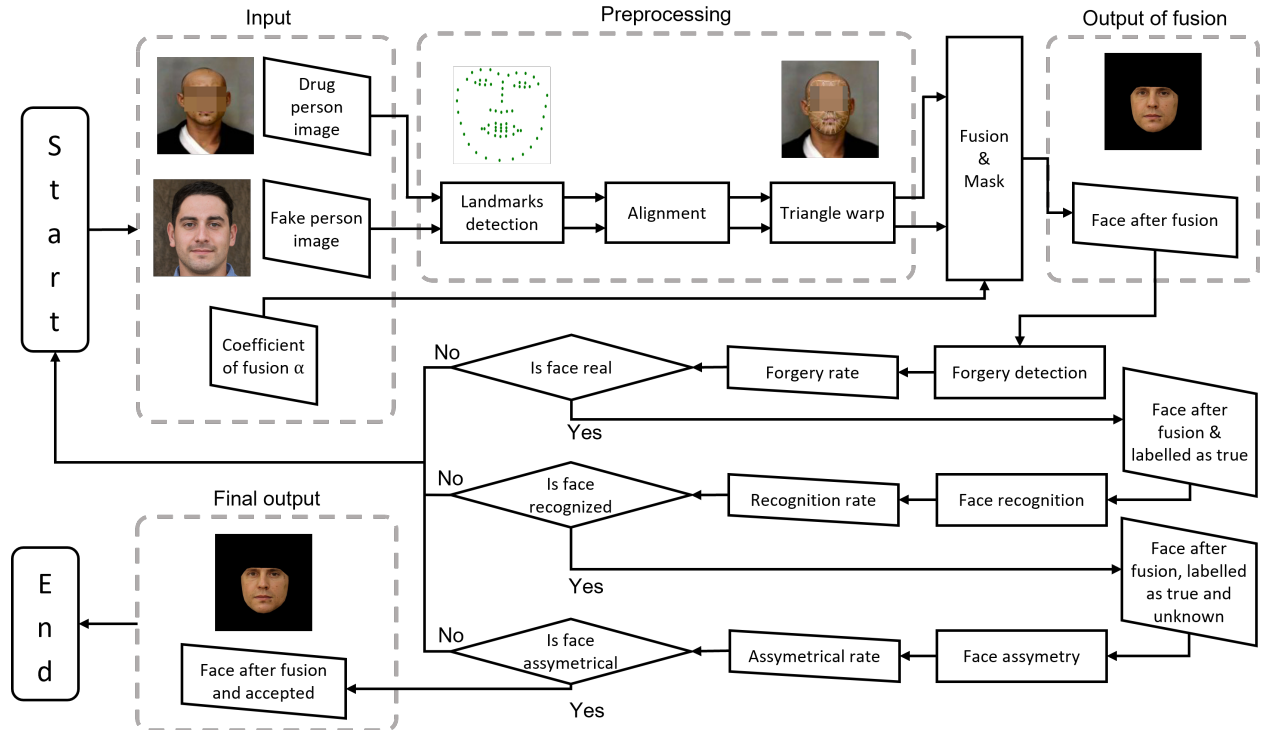 Input
Preprocessing
Output of fusion
S
t
a
r
t
Drug
person
image
Fake person
image
Coefficient
of fusion α
Landmarks
detection
Alignment
Triangle warp
Fusion
&
Mask
Face after fusion
Forgery detection
Forgery rate
Is face real
No
Yes
Face after
fusion &
labelled as true
Face recognition
Recognition rate
Is face
recognized
No
Yes
Face after
fusion, labelled
as true and
unknown
Face assymetry
Assymetrical rate
Is face
assymetrical
No
Yes
Final output
Face after fusion
and accepted
E
n
d